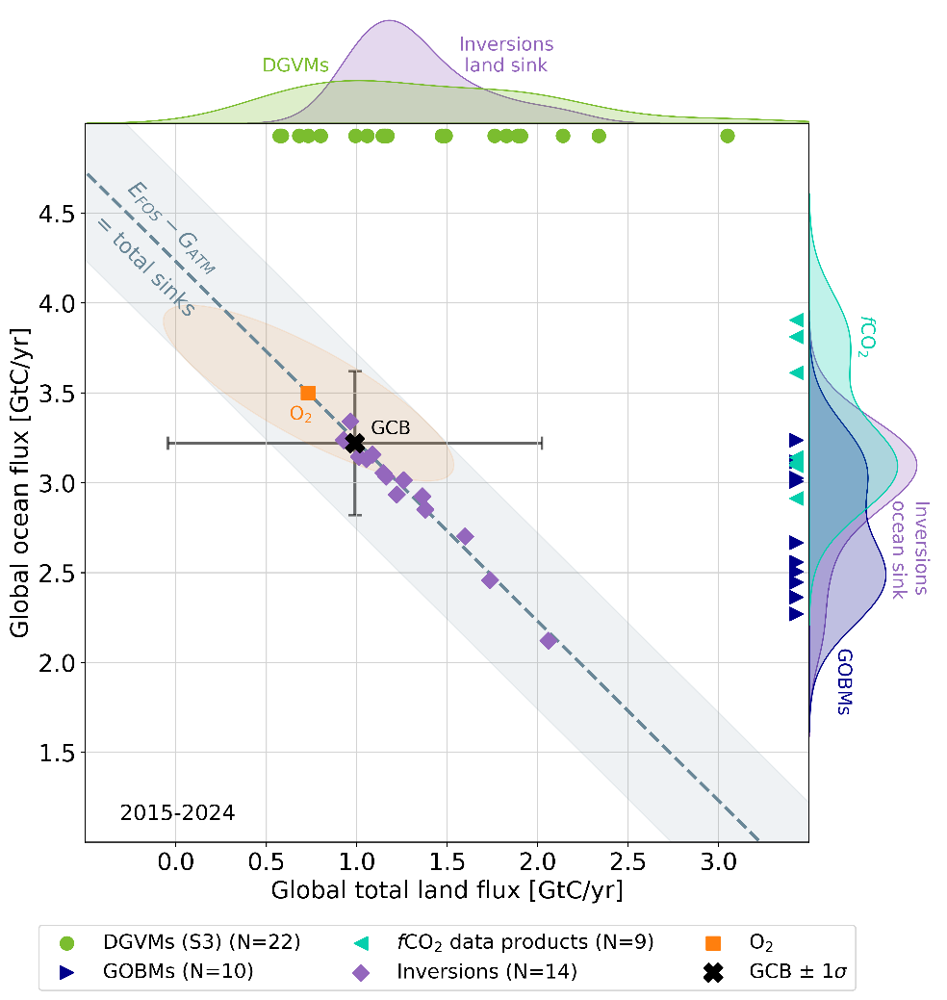 Inversions
land sink
DGVMs
4.5
4.0
3.5
3.0
2.5
2.0
1.5
Global ocean flux [GtC/yr]
E_FOS − G_ATM
= total sinks
O₂
GCB
2015-2024
fCO₂
Inversions
ocean sink
GOBMs
0.0 0.5 1.0 1.5 2.0 2.5 3.0
Global total land flux [GtC/yr]
DGVMs (S3) (N=22)
GOBMs (N=10)
fCO₂ data products (N=9)
Inversions (N=14)
O₂
GCB ± 1σ